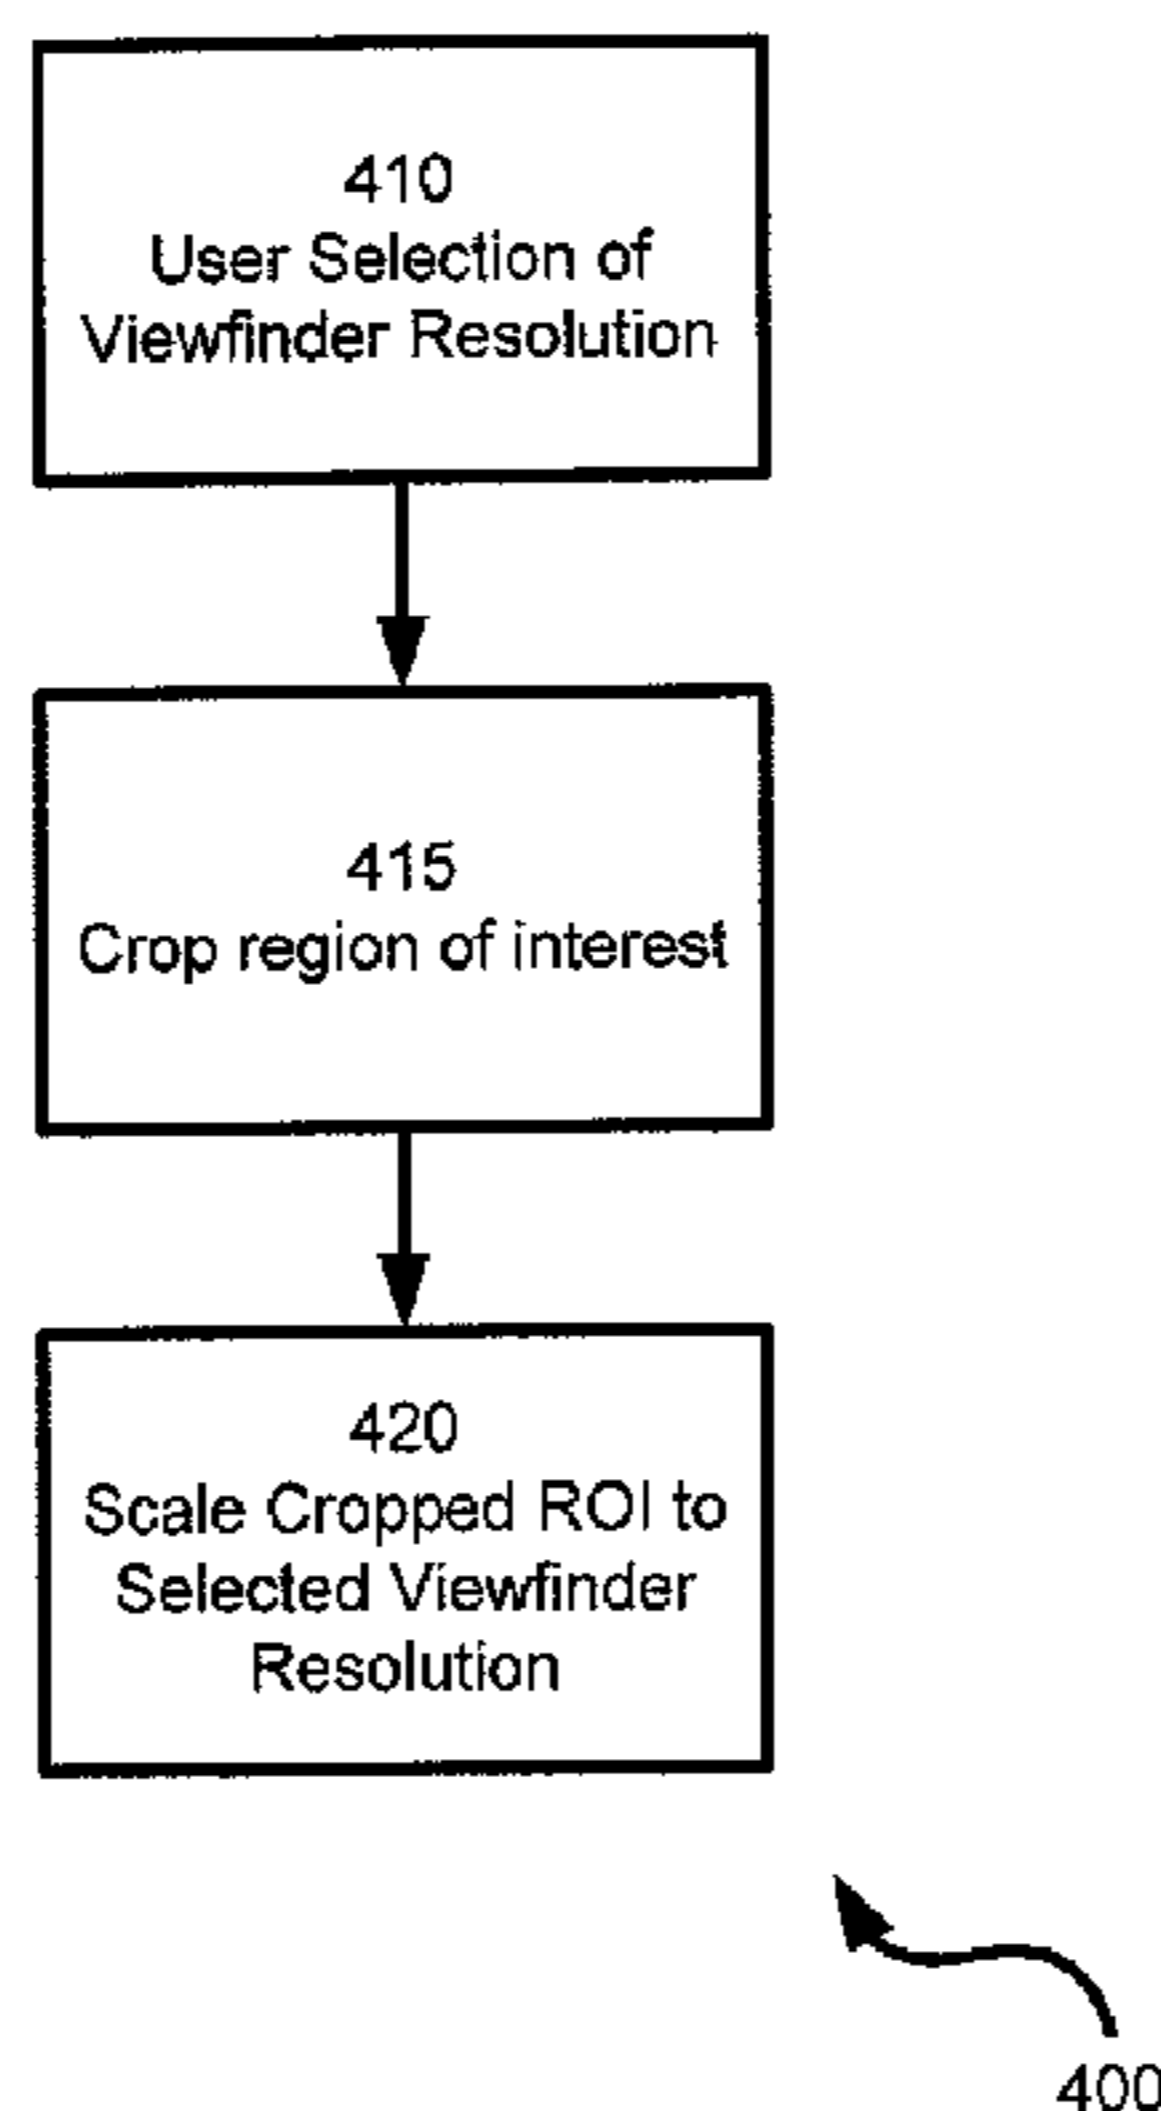 410
User Selection of
Viewfinder Resolution
415
Crop region of interest
420
Scale Cropped ROI to
Selected Viewfinder
Resolution
400